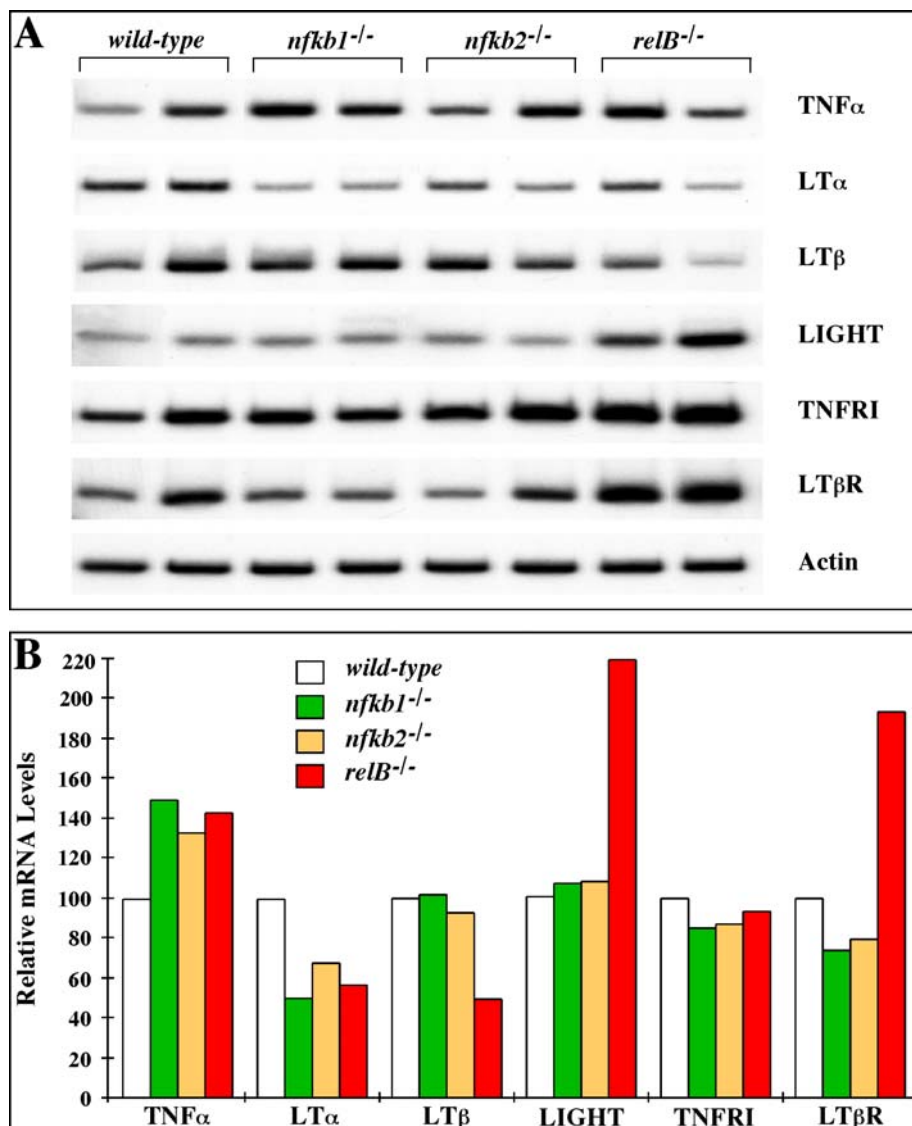 A
wild-type nfkb1-/- nfkb2-/- relB-/-
TNFα
LTα
LTβ
LIGHT
TNFRI
LTβR
Actin
B
Relative mRNA Levels
220
200
180
160
140
120
100
80
60
40
20
0
wild-type
nfkb1-/-
nfkb2-/-
relB-/-
TNFα LTα LTβ LIGHT TNFRI LTβR